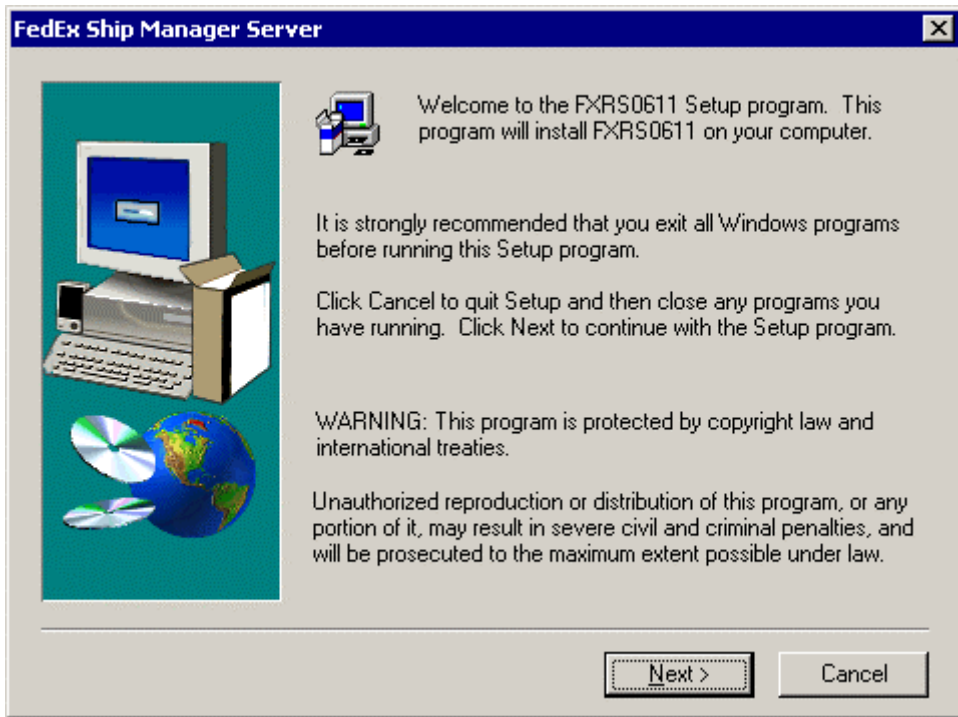 FedEx Ship Manager Server
Welcome to the FXRS0611 Setup program. This
program will install FXRS0611 on your computer.
It is strongly recommended that you exit all Windows programs
before running this Setup program.
Click Cancel to quit Setup and then close any programs you
have running. Click Next to continue with the Setup program.
WARNING: This program is protected by copyright law and
international treaties.
Unauthorized reproduction or distribution of this program, or any
portion of it, may result in severe civil and criminal penalties, and
will be prosecuted to the maximum extent possible under law.
Next >
Cancel